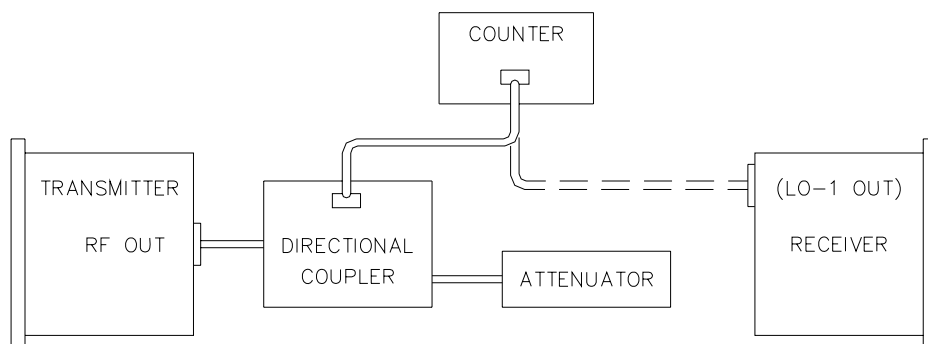 COUNTER
TRANSMITTER
RF OUT
DIRECTIONAL
COUPLER
ATTENUATOR
(LO-1 OUT)
RECEIVER